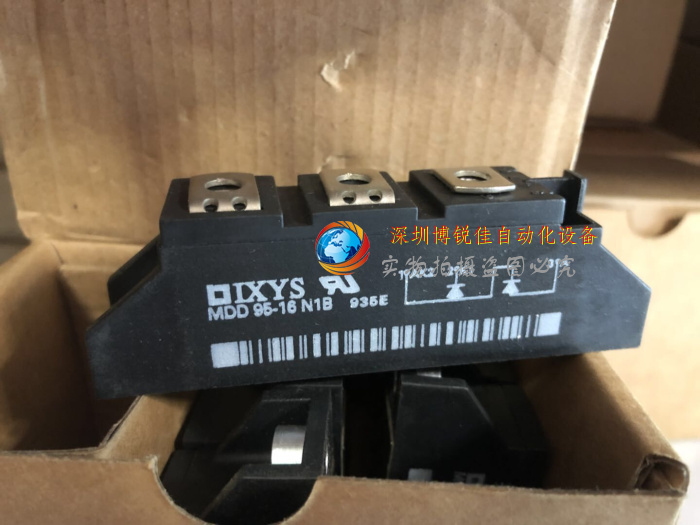 深圳博锐佳自动化设备
实物拍摄盗图必究
IXYS
MDD 95-16 N1B 935E